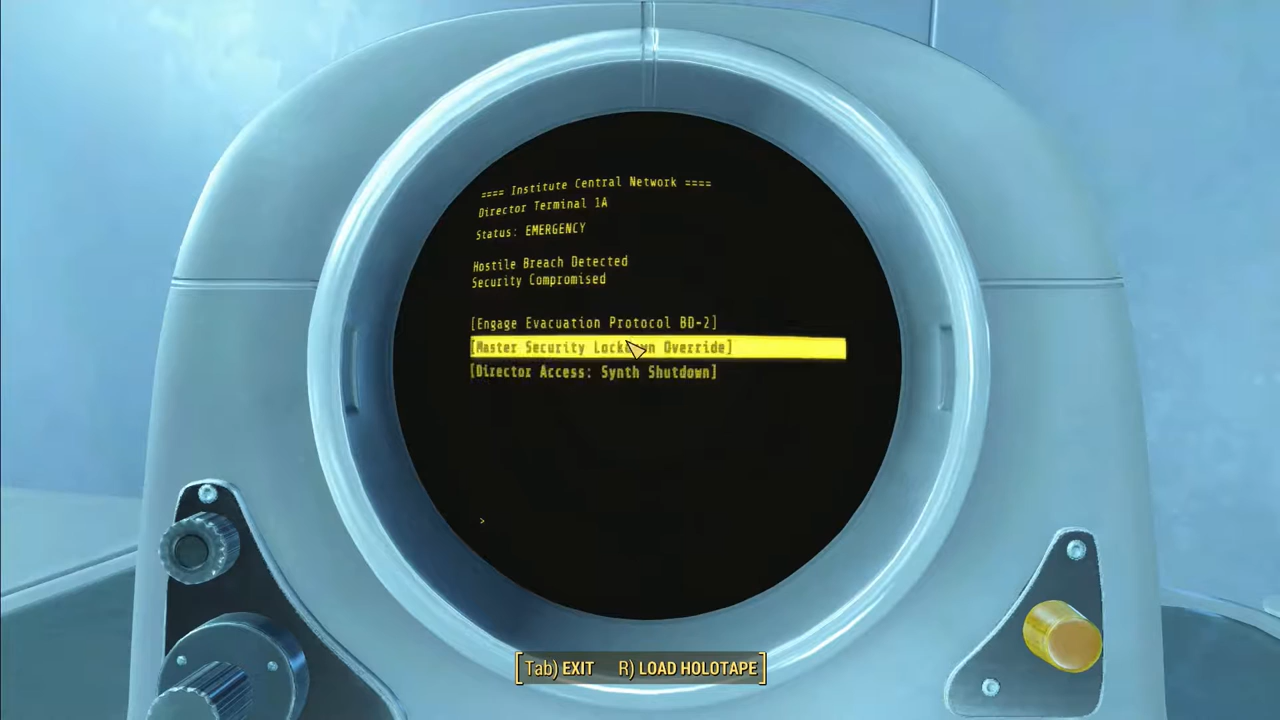 ==== Institute Central Network ====
Director Terminal 1A
Status: EMERGENCY
Hostile Breach Detected
Security Compromised
[Engage Evacuation Protocol BD-2]
[Master Security Lockdown Override]
[Director Access: Synth Shutdown]
>
[Tab) EXIT R) LOAD HOLOTAPE]